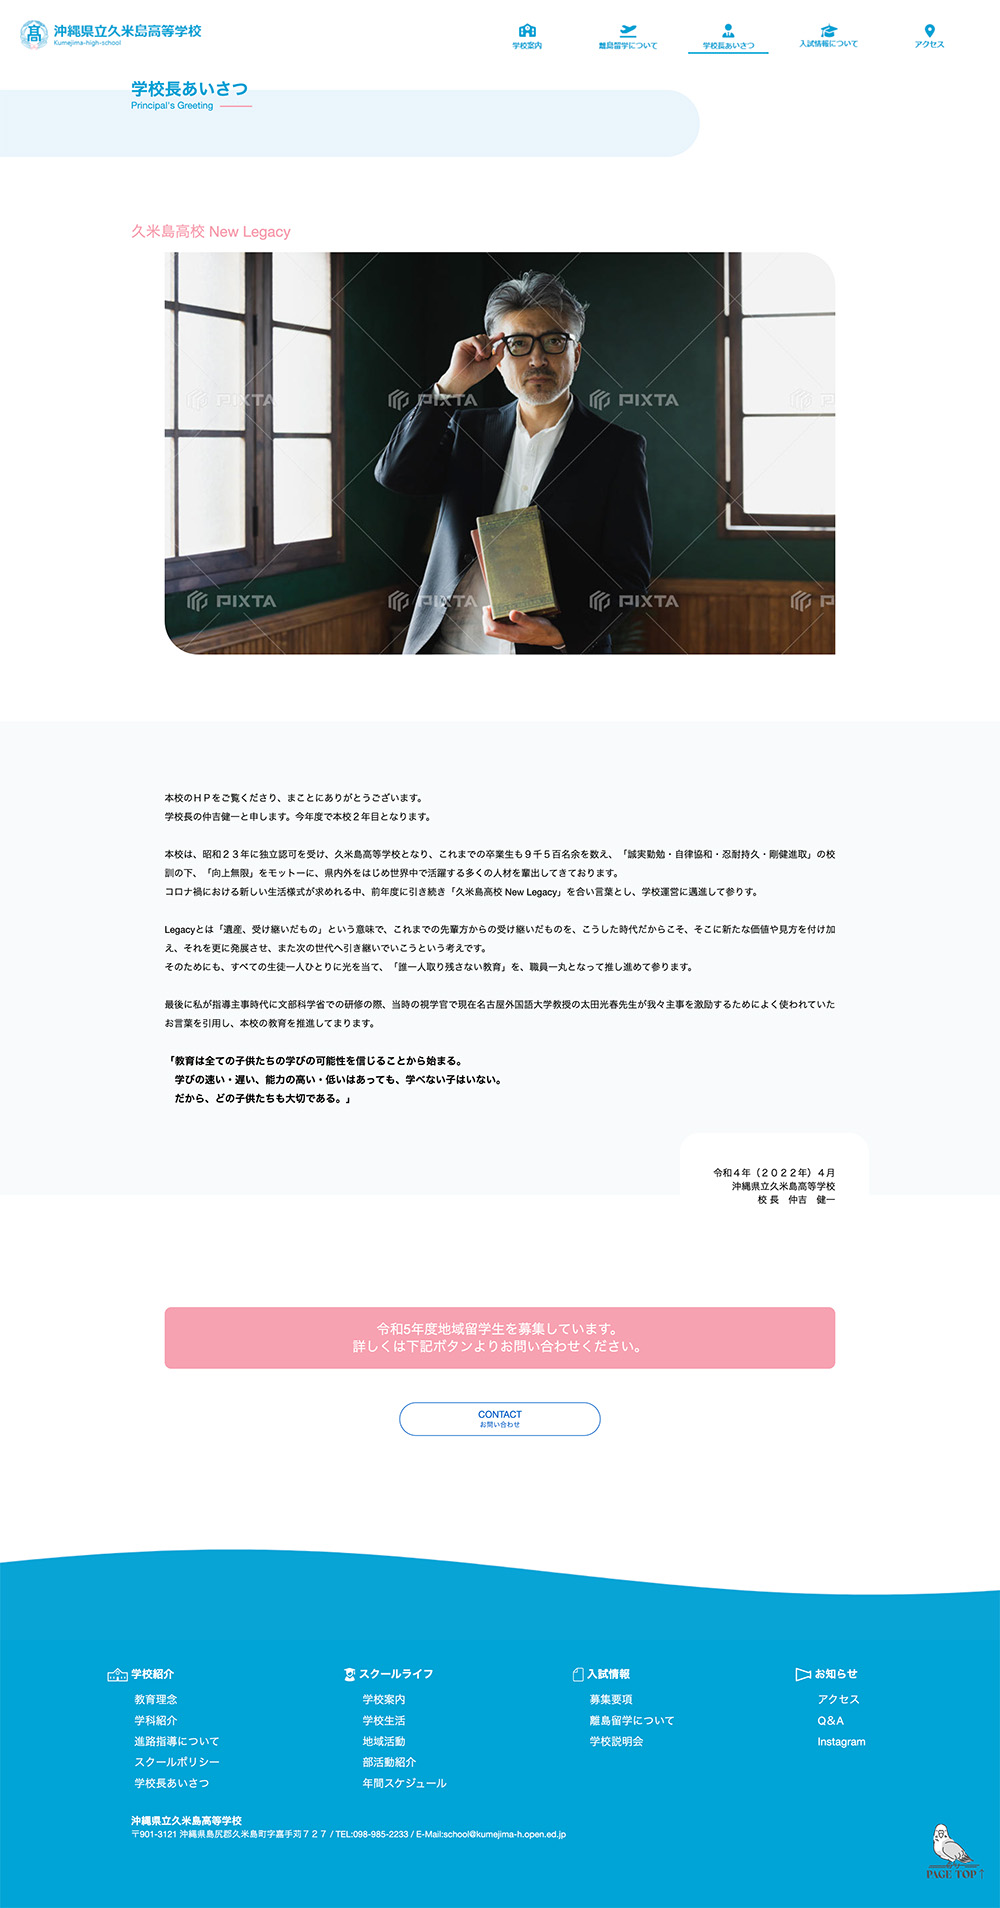 沖縄県立久米島高等学校
Kumejima-high-school
学校案内
離島留学について
学校長あいさつ
入試情報について
アクセス
学校長あいさつ
Principal's Greeting
久米島高校 New Legacy
PIXTA PIXTA PIXTA P
PIXTA PIXTA PIXTA P
本校のＨＰをご覧くださり、まことにありがとうございます。
学校長の仲吉健一と申します。今年度で本校２年目となります。
本校は、昭和２３年に独立認可を受け、久米島高等学校となり、これまでの卒業生も９千５百名余を数え、「誠実勤勉・自律協和・忍耐持久・剛健進取」の校
訓の下、「向上無限」をモットーに、県内外をはじめ世界中で活躍する多くの人材を輩出してきております。
コロナ禍における新しい生活様式が求めれる中、前年度に引き続き「久米島高校 New Legacy」を合い言葉とし、学校運営に邁進して参りす。
Legacyとは「遺産、受け継いだもの」という意味で、これまでの先輩方からの受け継いだものを、こうした時代だからこそ、そこに新たな価値や見方を付け加
え、それを更に発展させ、また次の世代へ引き継いでいこうという考えです。
そのためにも、すべての生徒一人ひとりに光を当て、「誰一人取り残さない教育」を、職員一丸となって推し進めて参ります。
最後に私が指導主事時代に文部科学省での研修の際、当時の視学官で現在名古屋外国語大学教授の太田光春先生が我々主事を激励するためによく使われていた
お言葉を引用し、本校の教育を推進してまります。
「教育は全ての子供たちの学びの可能性を信じることから始まる。
学びの速い・遅い、能力の高い・低いはあっても、学べない子はいない。
だから、どの子供たちも大切である。」
令和４年（２０２２年）４月
沖縄県立久米島高等学校
校 長　仲吉　健一
令和5年度地域留学生を募集しています。
詳しくは下記ボタンよりお問い合わせください。
CONTACT
お問い合わせ
学校紹介
教育理念
学科紹介
進路指導について
スクールポリシー
学校長あいさつ
スクールライフ
学校案内
学校生活
地域活動
部活動紹介
年間スケジュール
入試情報
募集要項
離島留学について
学校説明会
お知らせ
アクセス
Q＆A
Instagram
沖縄県立久米島高等学校
〒901-3121 沖縄県島尻郡久米島町字嘉手苅７２７ / TEL:098-985-2233 / E-Mail:school@kumejima-h.open.ed.jp
PAGE TOP↑